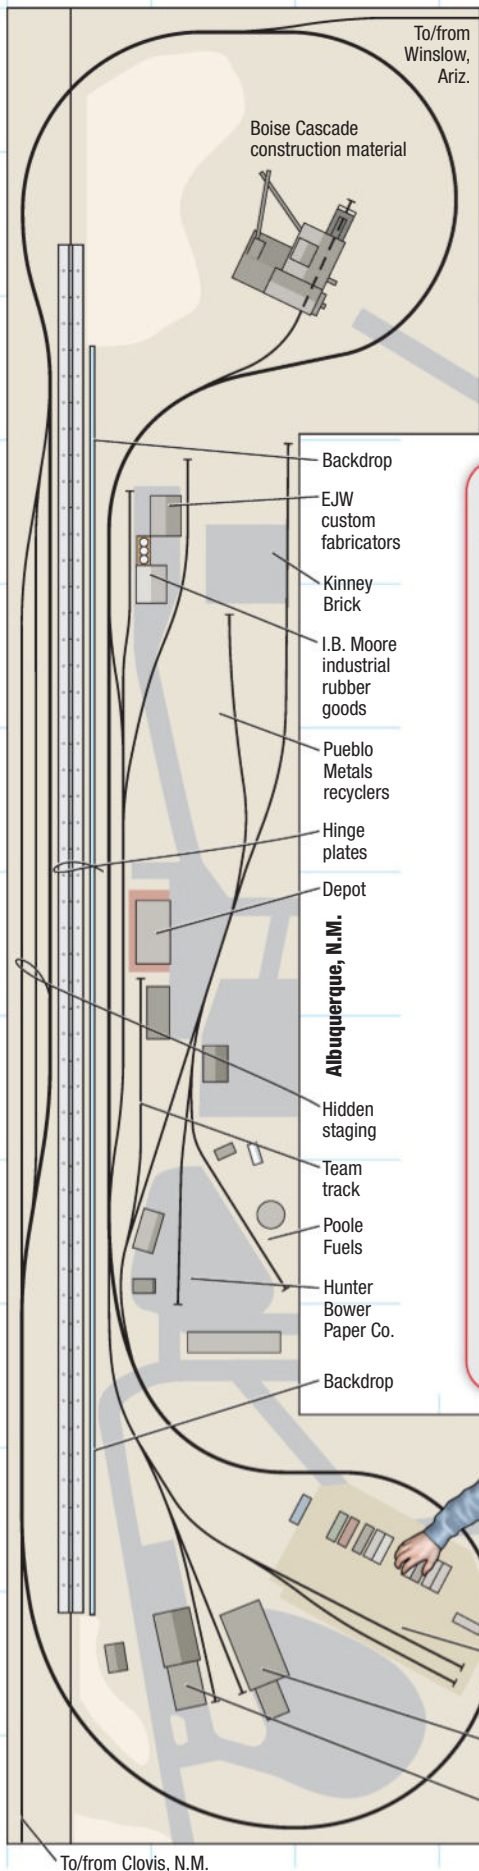 To/from
Winslow,
Ariz.
Boise Cascade
construction material
Backdrop
EJW
custom
fabricators
Kinney
Brick
I.B. Moore
industrial
rubber
goods
Pueblo
Metals
recyclers
Hinge
plates
Depot
Albuquerque, N.M.
Hidden
staging
Team
track
Poole
Fuels
Hunter
Bower
Paper Co.
Backdrop
To/from Clovis, N.M.